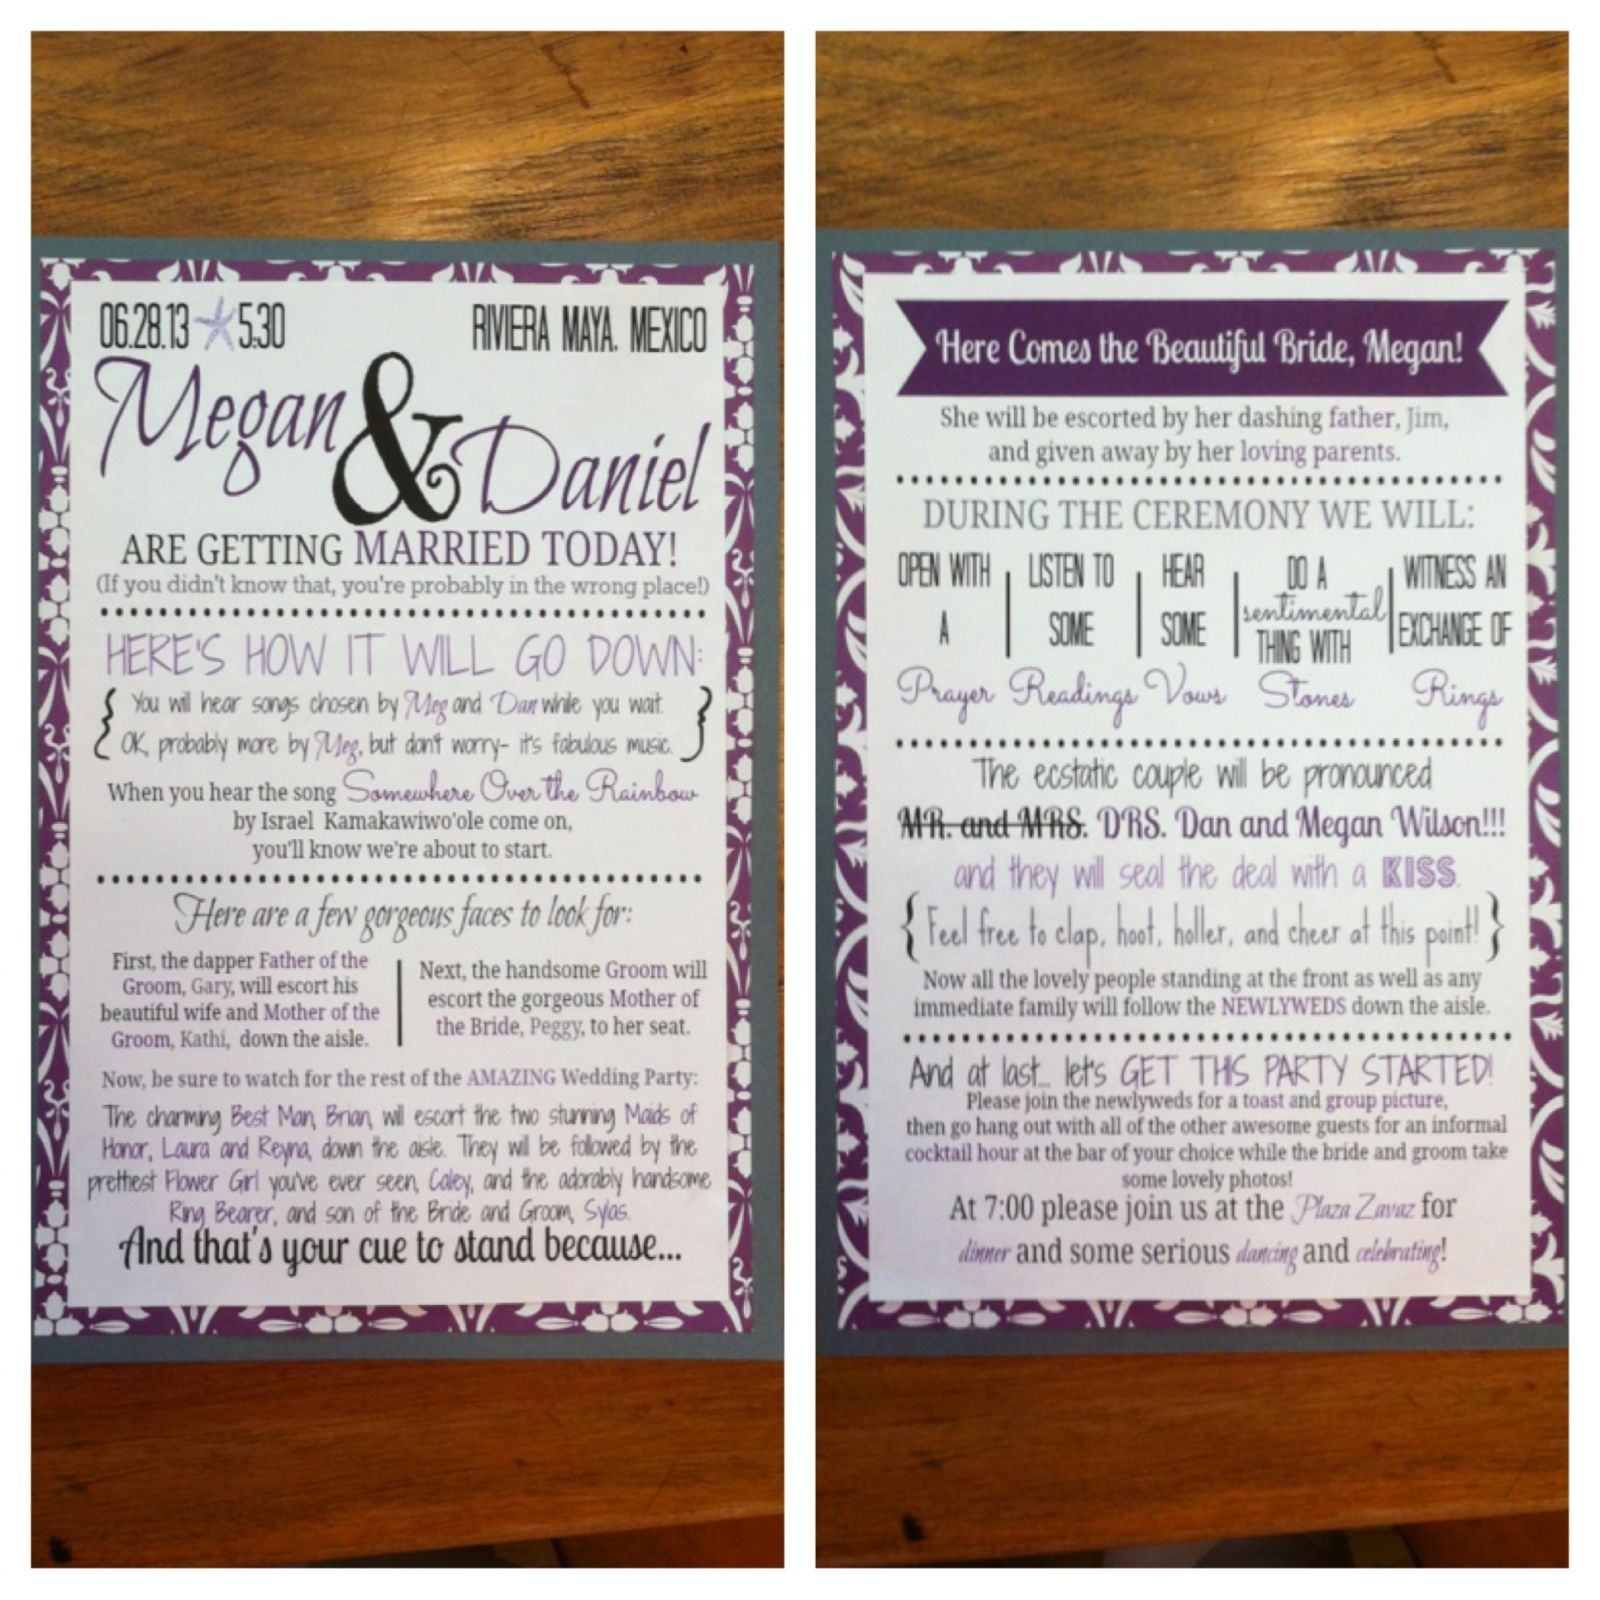 06.28.13 5:30 RIVIERA MAYA, MEXICO
Megan & Daniel
ARE GETTING MARRIED TODAY!
(If you didn't know that, you're probably in the wrong place!)
HERE'S HOW IT WILL GO DOWN:
{ You will hear songs chosen by Meg and Dan while you wait.
OK, probably more by Meg, but don't worry- it's fabulous music. }
When you hear the song Somewhere Over the Rainbow
by Israel Kamakawiwo'ole come on,
you'll know we're about to start.
Here are a few gorgeous faces to look for:
First, the dapper Father of the
Groom, Gary, will escort his
beautiful wife and Mother of the
Groom, Kathi, down the aisle.
Next, the handsome Groom will
escort the gorgeous Mother of
the Bride, Peggy, to her seat.
Now, be sure to watch for the rest of the AMAZING Wedding Party:
The charming Best Man, Brian, will escort the two stunning Maids of
Honor, Laura and Reyna, down the aisle. They will be followed by the
prettiest Flower Girl you've ever seen, Caley, and the adorably handsome
Ring Bearer, and son of the Bride and Groom, Sylas.
And that's your cue to stand because...
Here Comes the Beautiful Bride, Megan!
She will be escorted by her dashing father, Jim,
and given away by her loving parents.
DURING THE CEREMONY WE WILL:
OPEN WITH
A
Prayer
LISTEN TO
SOME
Readings
HEAR
SOME
Vows
DO A
sentimental
THING WITH
Stones
WITNESS AN
EXCHANGE OF
Rings
The ecstatic couple will be pronounced
MR. and MRS. DRS. Dan and Megan Wilson!!!
and they will seal the deal with a KISS.
{ Feel free to clap, hoot, holler, and cheer at this point! }
Now all the lovely people standing at the front as well as any
immediate family will follow the NEWLYWEDS down the aisle.
And at last... let's GET THIS PARTY STARTED!
Please join the newlyweds for a toast and group picture,
then go hang out with all of the other awesome guests for an informal
cocktail hour at the bar of your choice while the bride and groom take
some lovely photos!
At 7:00 please join us at the Plaza Zavaz for
dinner and some serious dancing and celebrating!